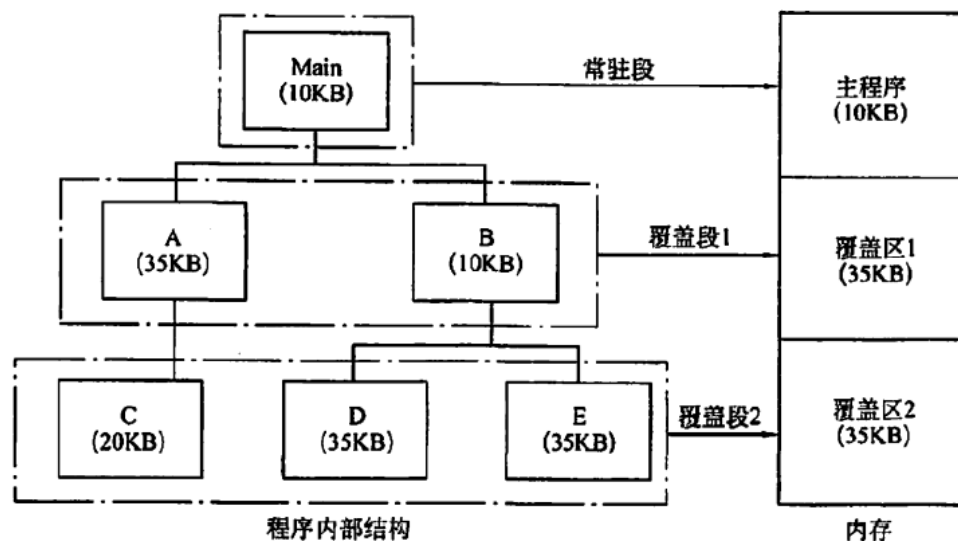 Main
(10KB)
常驻段
主程序
(10KB)
A
(35KB)
B
(10KB)
覆盖段1
覆盖区1
(35KB)
C
(20KB)
D
(35KB)
E
(35KB)
覆盖段2
覆盖区2
(35KB)
程序内部结构
内存